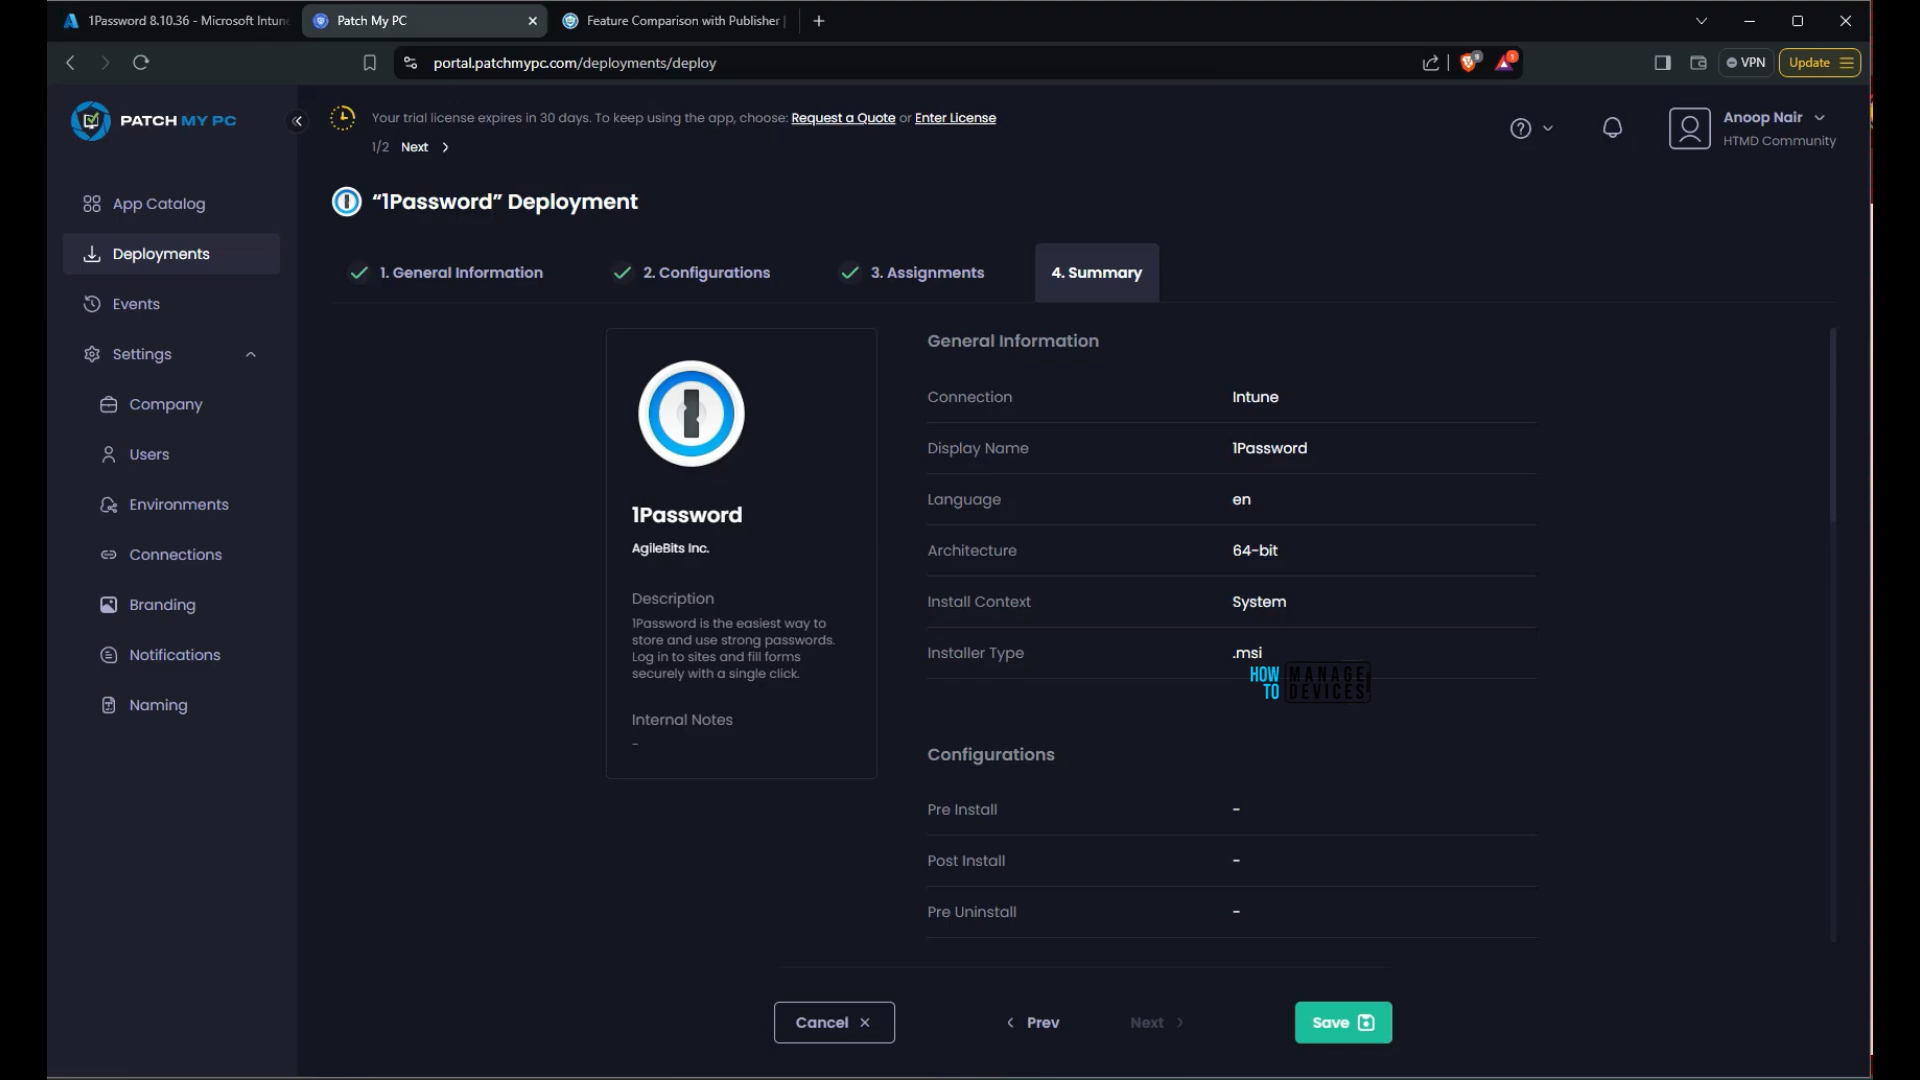 1Password 8.10.36 - Microsoft Intune
Patch My PC
Feature Comparison with Publisher |
portal.patchmypc.com/deployments/deploy
VPN
Update
PATCH MY PC
Your trial license expires in 30 days. To keep using the app, choose: Request a Quote or Enter License
1/2 Next
Anoop Nair
HTMD Community
App Catalog
Deployments
Events
Settings
Company
Users
Environments
Connections
Branding
Notifications
Naming
“1Password” Deployment
1. General Information
2. Configurations
3. Assignments
4. Summary
1Password
AgileBits Inc.
Description
1Password is the easiest way to
store and use strong passwords.
Log in to sites and fill forms
securely with a single click.
Internal Notes
-
General Information
Connection Intune
Display Name 1Password
Language en
Architecture 64-bit
Install Context System
Installer Type .msi
HOW MANAGE
TO DEVICES
Configurations
Pre Install -
Post Install -
Pre Uninstall -
Cancel
Prev
Next
Save